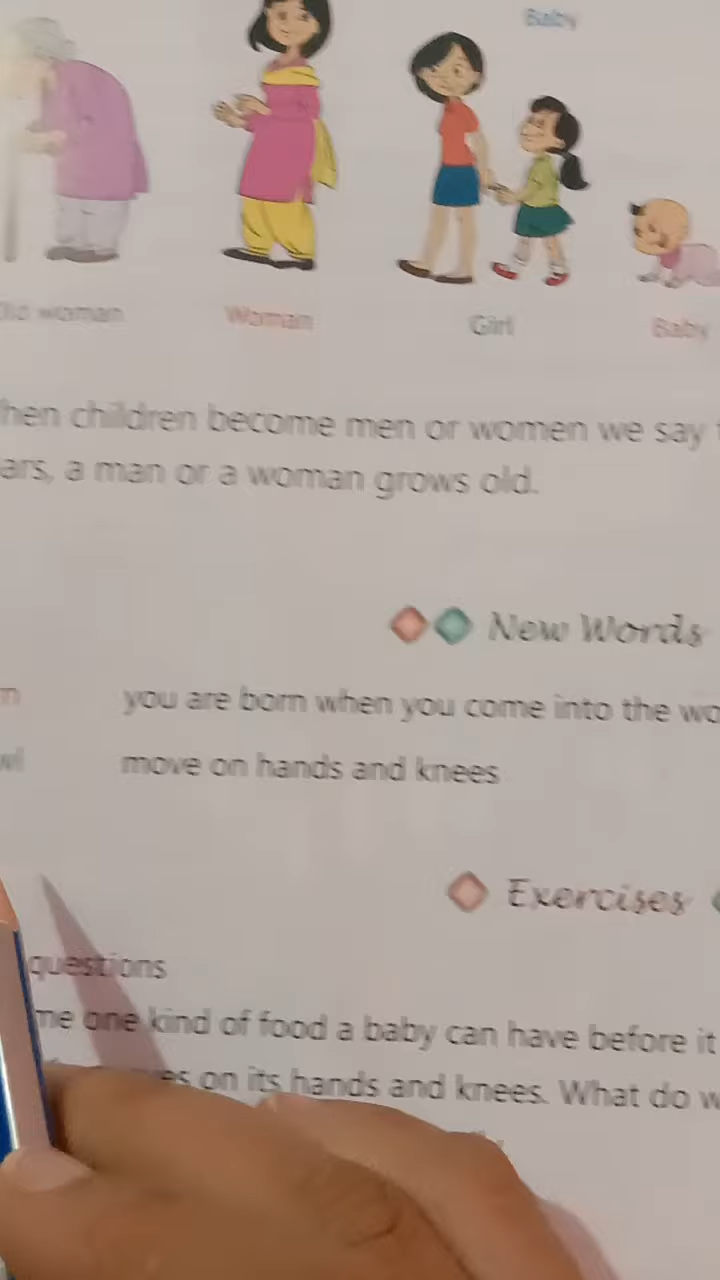 Baby
Old woman Woman Girl Baby
hen children become men or women we say
ars, a man or a woman grows old.
New Words
n you are born when you come into the wo
wl move on hands and knees
Exercises
questions
me one kind of food a baby can have before it
es on its hands and knees. What do w